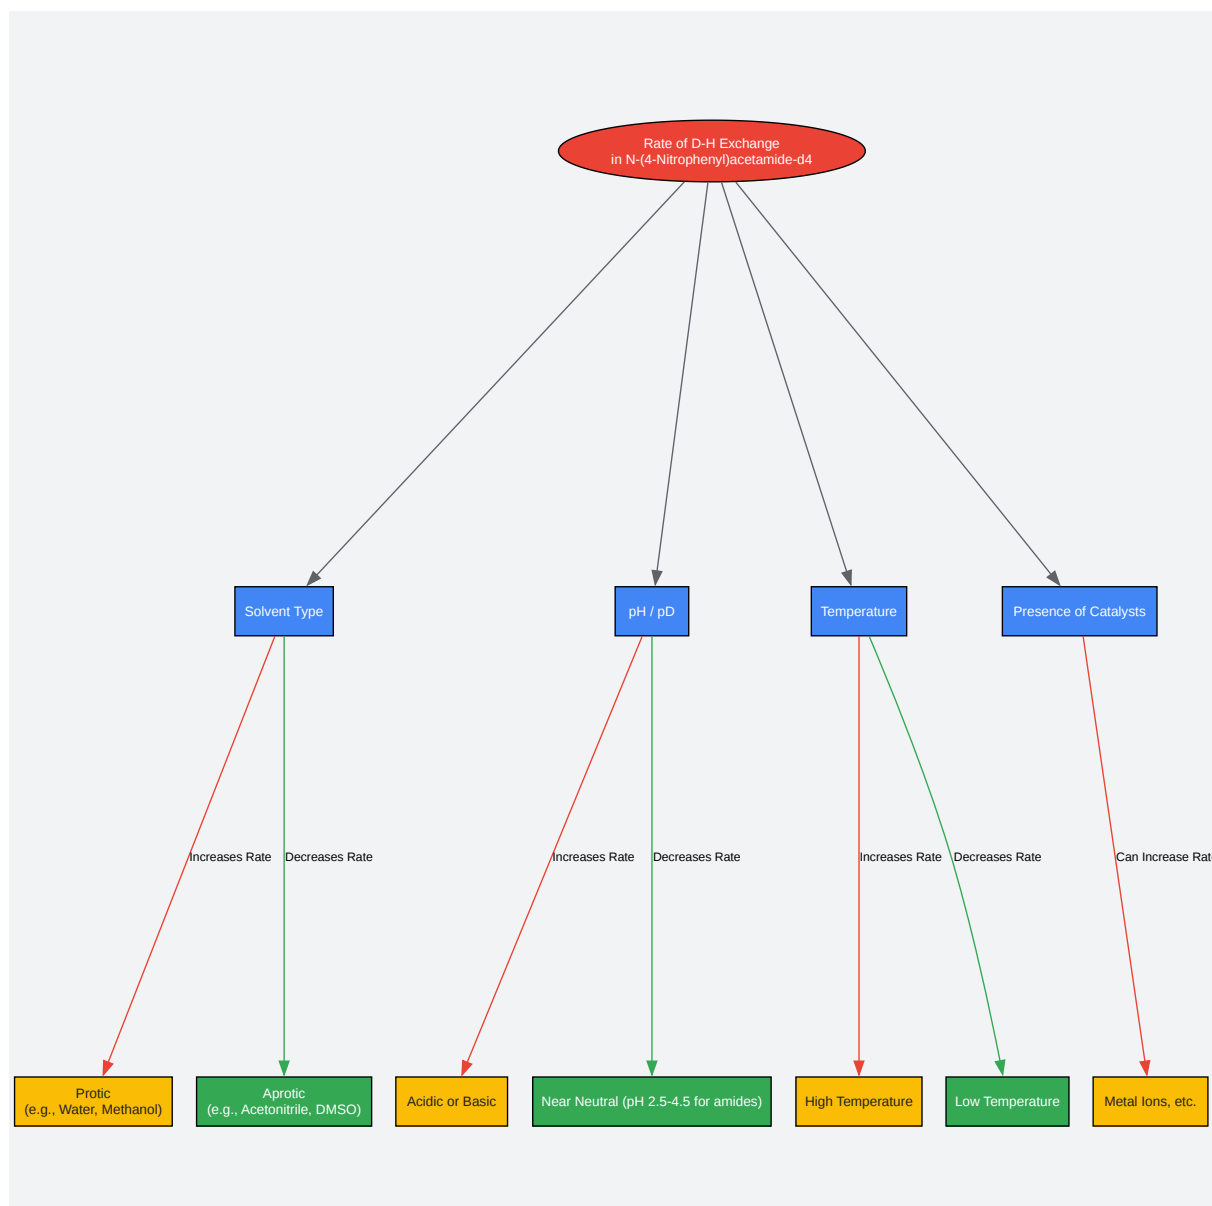 Rate of D-H Exchange
in N-(4-Nitrophenyl)acetamide-d4
Solvent Type
pH / pD
Temperature
Presence of Catalysts
Increases Rate
Decreases Rate
Increases Rate
Decreases Rate
Increases Rate
Decreases Rate
Can Increase Rat
Protic
(e.g., Water, Methanol)
Aprotic
(e.g., Acetonitrile, DMSO)
Acidic or Basic
Near Neutral (pH 2.5-4.5 for amides)
High Temperature
Low Temperature
Metal Ions, etc.